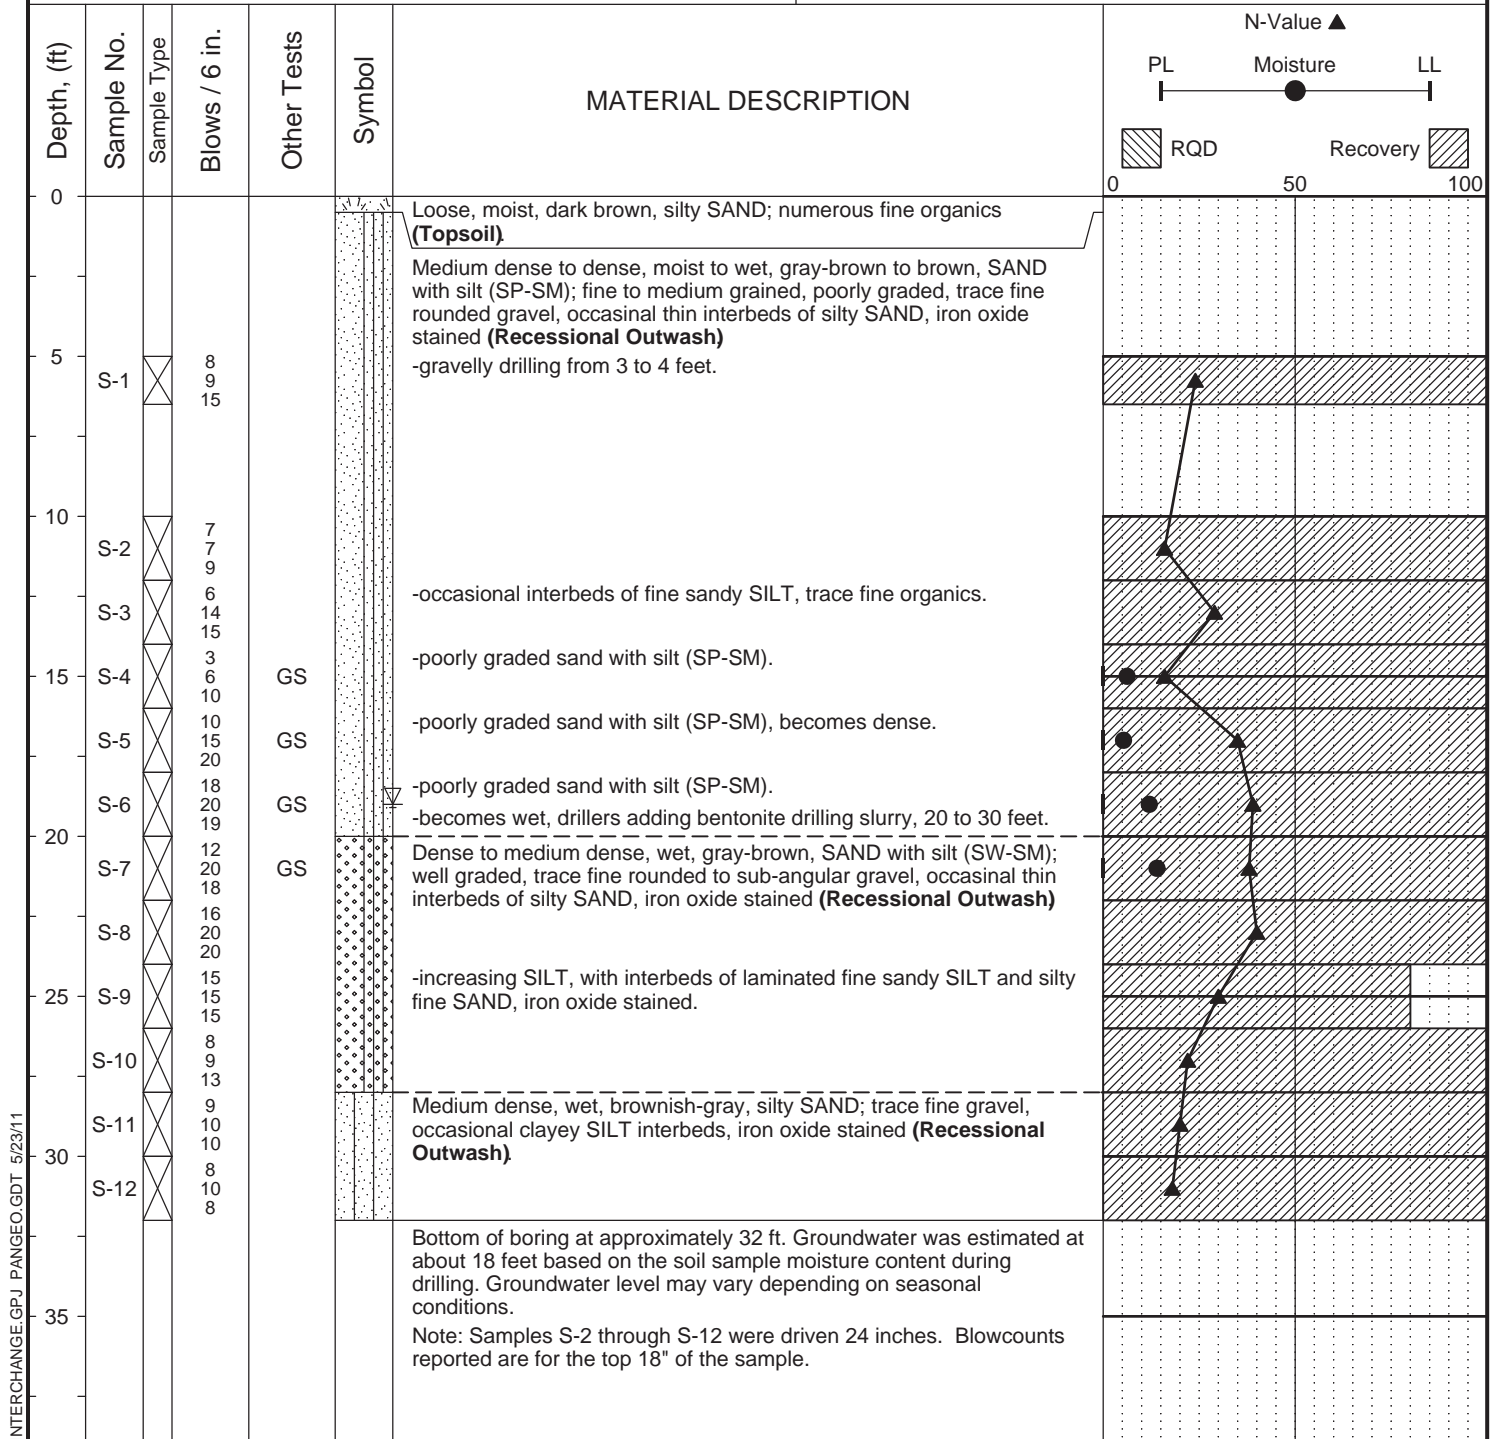 Depth, (ft)
Sample No.
Sample Type
Blows / 6 in.
Other Tests
Symbol
MATERIAL DESCRIPTION
N-Value ▲
PL Moisture LL
RQD Recovery
0 50 100
0
Loose, moist, dark brown, silty SAND; numerous fine organics
(Topsoil).
Medium dense to dense, moist to wet, gray-brown to brown, SAND
with silt (SP-SM); fine to medium grained, poorly graded, trace fine
rounded gravel, occasinal thin interbeds of silty SAND, iron oxide
stained (Recessional Outwash)
5
-gravelly drilling from 3 to 4 feet.
S-1
8
9
15
10
S-2
7
7
9
S-3
6
14
15
-occasional interbeds of fine sandy SILT, trace fine organics.
15
S-4
3
6
10
GS
-poorly graded sand with silt (SP-SM).
S-5
10
15
20
GS
-poorly graded sand with silt (SP-SM), becomes dense.
S-6
18
20
19
GS
-poorly graded sand with silt (SP-SM).
-becomes wet, drillers adding bentonite drilling slurry, 20 to 30 feet.
20
S-7
12
20
18
GS
Dense to medium dense, wet, gray-brown, SAND with silt (SW-SM);
well graded, trace fine rounded to sub-angular gravel, occasinal thin
interbeds of silty SAND, iron oxide stained (Recessional Outwash)
S-8
16
20
20
25
S-9
15
15
15
-increasing SILT, with interbeds of laminated fine sandy SILT and silty
fine SAND, iron oxide stained.
S-10
8
9
13
S-11
9
10
10
Medium dense, wet, brownish-gray, silty SAND; trace fine gravel,
occasional clayey SILT interbeds, iron oxide stained (Recessional
Outwash).
30
S-12
8
10
8
Bottom of boring at approximately 32 ft. Groundwater was estimated at
about 18 feet based on the soil sample moisture content during
drilling. Groundwater level may vary depending on seasonal
conditions.
35
Note: Samples S-2 through S-12 were driven 24 inches. Blowcounts
reported are for the top 18" of the sample.
NTERCHANGE.GPJ PANGEO.GDT 5/23/11